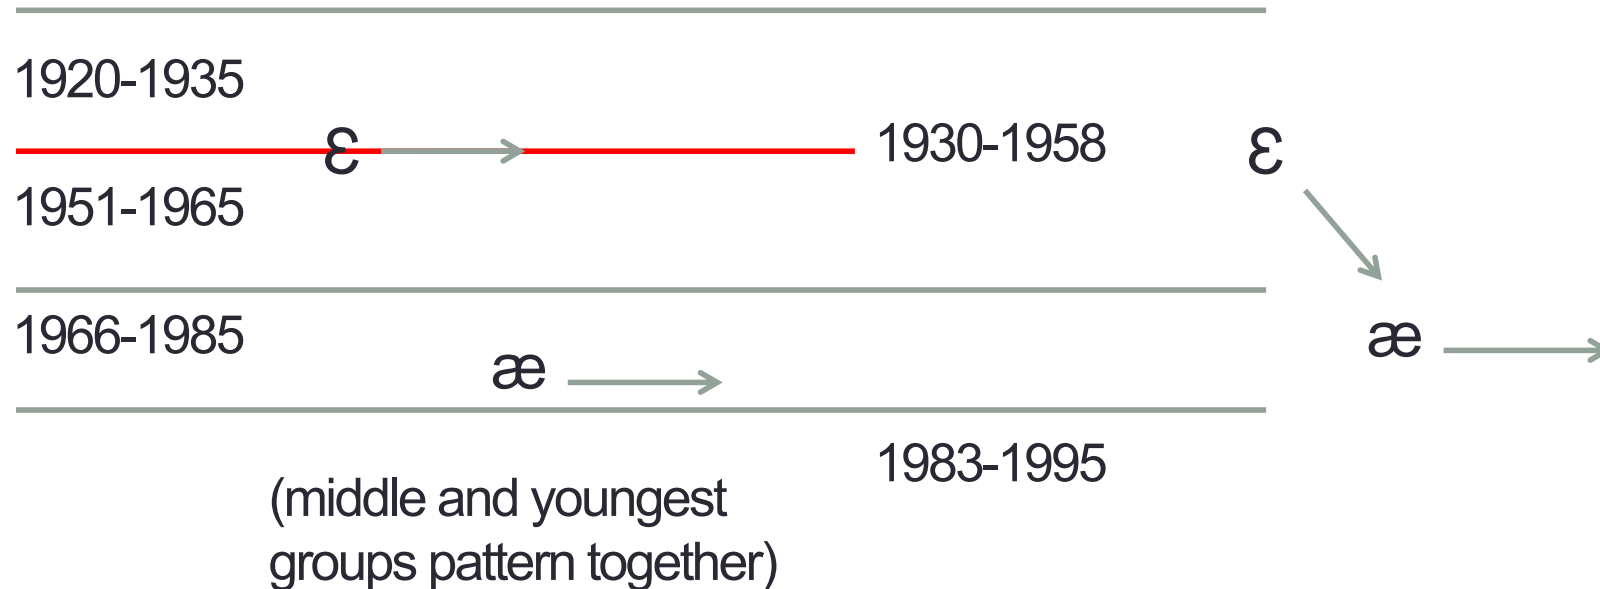 1920-1935
ɛ
1930-1958
ɛ
1951-1965
1966-1985
æ
æ
1983-1995
(middle and youngest
groups pattern together)